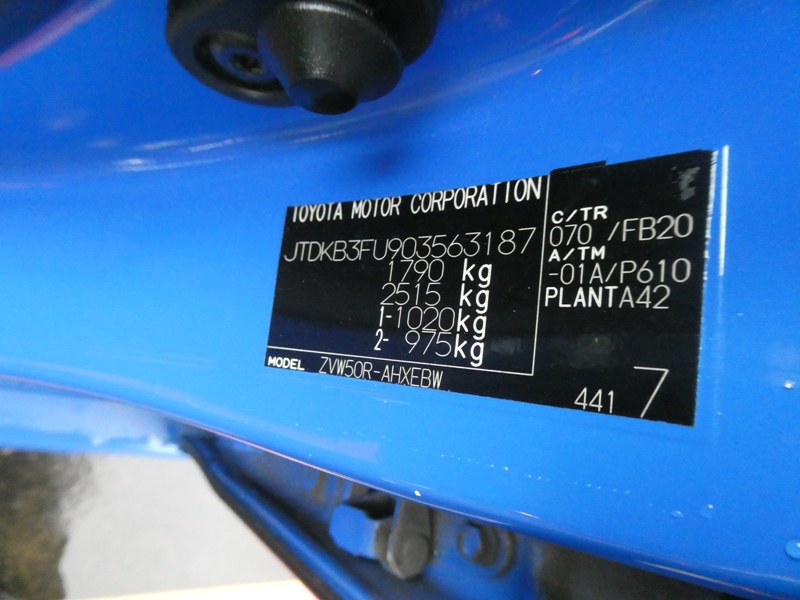 TOYOTA MOTOR CORPORATION
JTDKB3FU903563187
1790 kg
2515 kg
1-1020kg
2- 975kg
MODEL ZVW50R-AHXEBW
C/TR
070 /FB20
A/TM
-01A/P610
PLANTA42
441 7